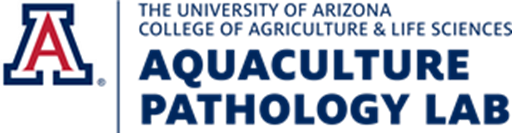 A ®
THE UNIVERSITY OF ARIZONA
COLLEGE OF AGRICULTURE & LIFE SCIENCES
AQUACULTURE
PATHOLOGY LAB